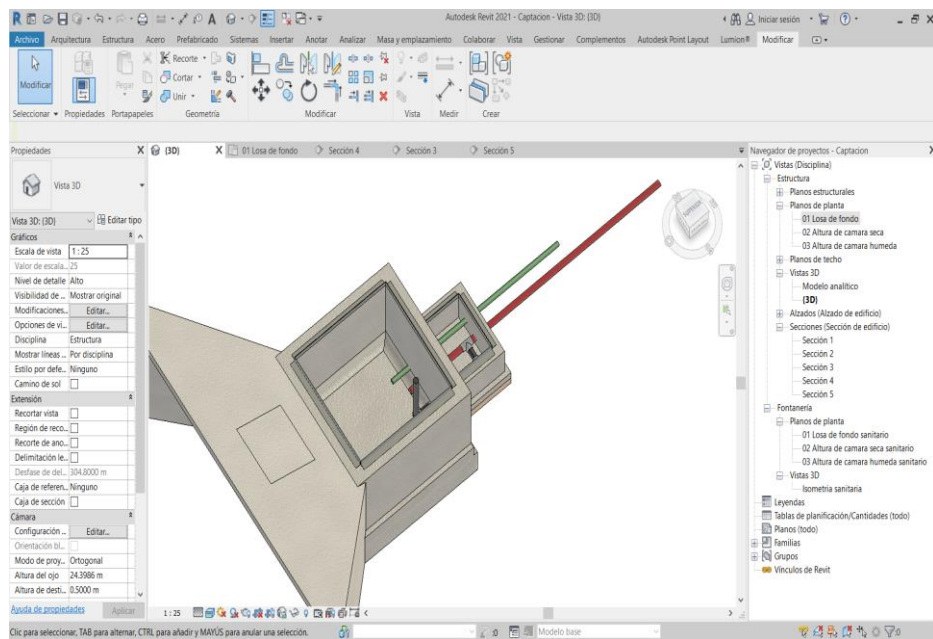 Autodesk Revit 2021 - Captacion - Vista 3D: {3D}
Iniciar sesión
Archivo Arquitectura Estructura Acero Prefabricado Sistemas Insertar Anotar Analizar Masa y emplazamiento Colaborar Vista Gestionar Complementos Autodesk Point Layout Lumion® Modificar
Modificar
Pegar
Recorte
Cortar
Unir
Seleccionar Propiedades Portapapeles Geometría Modificar Vista Medir Crear
Propiedades X
{3D} X 01 Losa de fondo Sección 4 Sección 3 Sección 5
Vista 3D
Vista 3D: {3D} Editar tipo
Gráficos
Escala de vista 1 : 25
Valor de escala... 25
Nivel de detalle Alto
Visibilidad de ... Mostrar original
Modificaciones... Editar...
Opciones de vi... Editar...
Disciplina Estructura
Mostrar líneas ... Por disciplina
Estilo por defe... Ninguno
Camino de sol
Extensión
Recortar vista
Región de reco...
Recorte de ano...
Delimitación le...
Desfase de del... 304.8000 m
Caja de referen... Ninguno
Caja de sección
Cámara
Configuración ... Editar...
Orientación bl...
Modo de proy... Ortogonal
Altura del ojo 24.3986 m
Altura de desti... 0.5000 m
Ayuda de propiedades Aplicar
SUPERIOR
1 : 25
Navegador de proyectos - Captacion X
Vistas (Disciplina)
Estructura
Planos estructurales
Planos de planta
01 Losa de fondo
02 Altura de camara seca
03 Altura de camara humeda
Planos de techo
Vistas 3D
Modelo analítico
{3D}
Alzados (Alzado de edificio)
Secciones (Sección de edificio)
Sección 1
Sección 2
Sección 3
Sección 4
Sección 5
Fontanería
Planos de planta
01 Losa de fondo sanitario
02 Altura de camara seca sanitario
03 Altura de camara humeda sanitario
Vistas 3D
Isometria sanitaria
Leyendas
Tablas de planificación/Cantidades (todo)
Planos (todo)
Familias
Grupos
Vínculos de Revit
Clic para seleccionar, TAB para alternar, CTRL para añadir y MAYÚS para anular una selección.
:0
Modelo base
:0